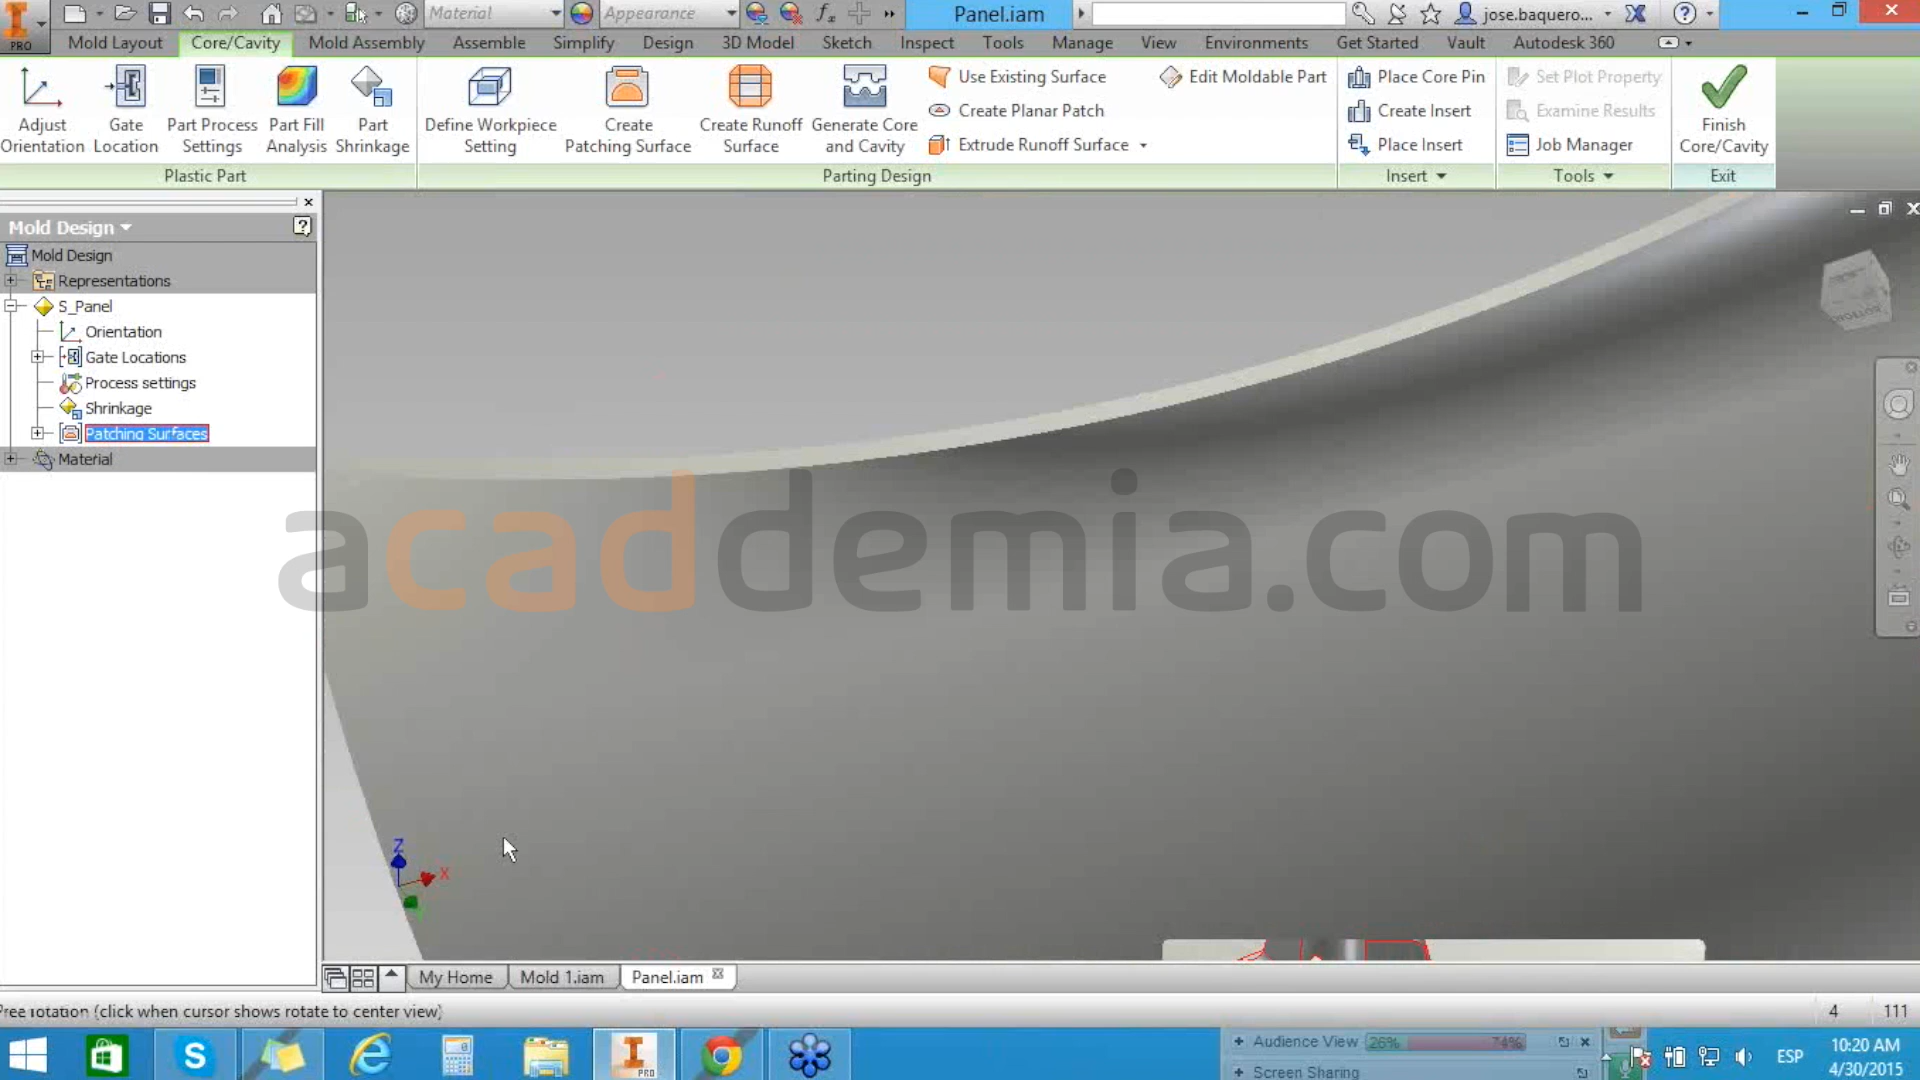 PRO
Material
Appearance
Panel.iam
jose.baquero...
Mold Layout
Core/Cavity
Mold Assembly
Assemble
Simplify
Design
3D Model
Sketch
Inspect
Tools
Manage
View
Environments
Get Started
Vault
Autodesk 360
Adjust
Orientation
Gate
Location
Part Process
Settings
Part Fill
Analysis
Part
Shrinkage
Define Workpiece
Setting
Create
Patching Surface
Create Runoff
Surface
Generate Core
and Cavity
Use Existing Surface
Create Planar Patch
Extrude Runoff Surface
Edit Moldable Part
Place Core Pin
Create Insert
Place Insert
Set Plot Property
Examine Results
Job Manager
Finish
Core/Cavity
Plastic Part
Parting Design
Insert
Tools
Exit
Mold Design
Mold Design
Representations
S_Panel
Orientation
Gate Locations
Process settings
Shrinkage
Patching Surfaces
Material
acaddemia.com
Z
X
My Home
Mold 1.iam
Panel.iam
Free rotation (click when cursor shows rotate to center view)
4
111
PRO
Audience View
26%
74%
Screen Sharing
ESP
10:20 AM
4/30/2015